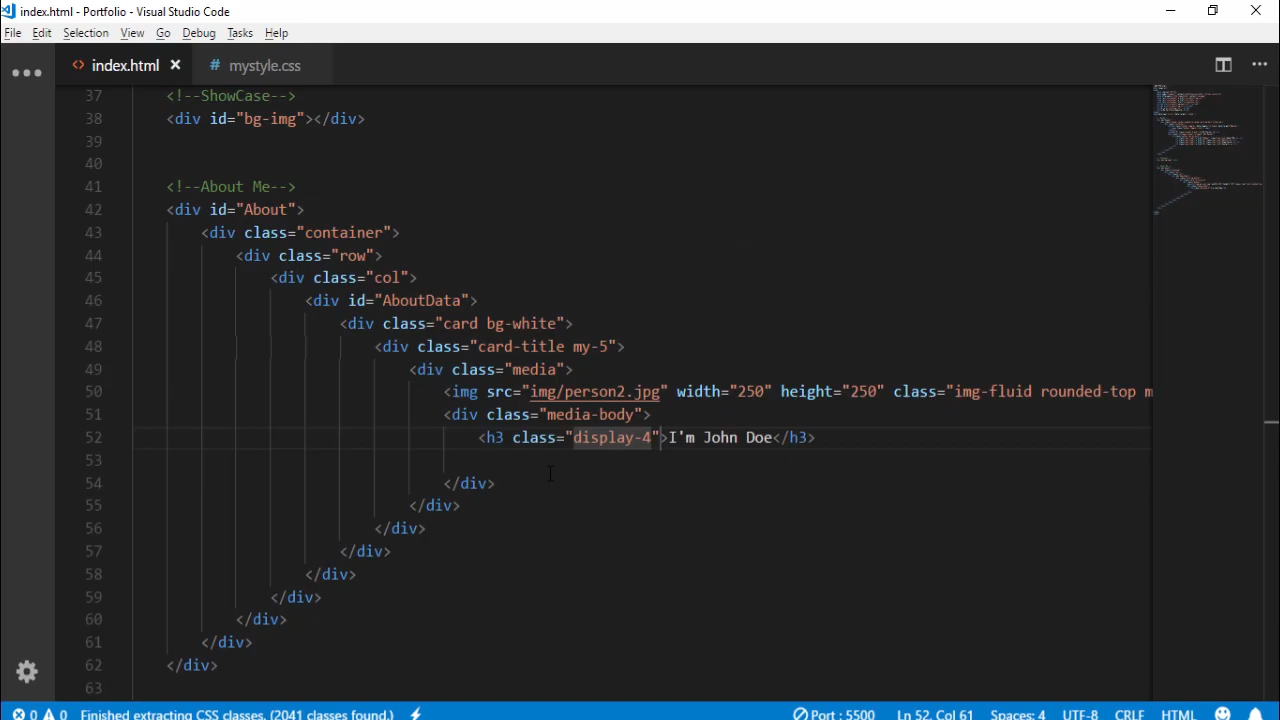 index.html - Portfolio - Visual Studio Code
File Edit Selection View Go Debug Tasks Help
<> index.html × # mystyle.css
37 <!--ShowCase-->
38 <div id="bg-img"></div>
39
40
41 <!--About Me-->
42 <div id="About">
43 <div class="container">
44 <div class="row">
45 <div class="col">
46 <div id="AboutData">
47 <div class="card bg-white">
48 <div class="card-title my-5">
49 <div class="media">
50 <img src="img/person2.jpg" width="250" height="250" class="img-fluid rounded-top m
51 <div class="media-body">
52 <h3 class="display-4">I'm John Doe</h3>
53
54 </div>
55 </div>
56 </div>
57 </div>
58 </div>
59 </div>
60 </div>
61 </div>
62 </div>
63
0 0 Finished extracting CSS classes. (2041 classes found.) Port : 5500 Ln 52, Col 61 Spaces: 4 UTF-8 CRLF HTML